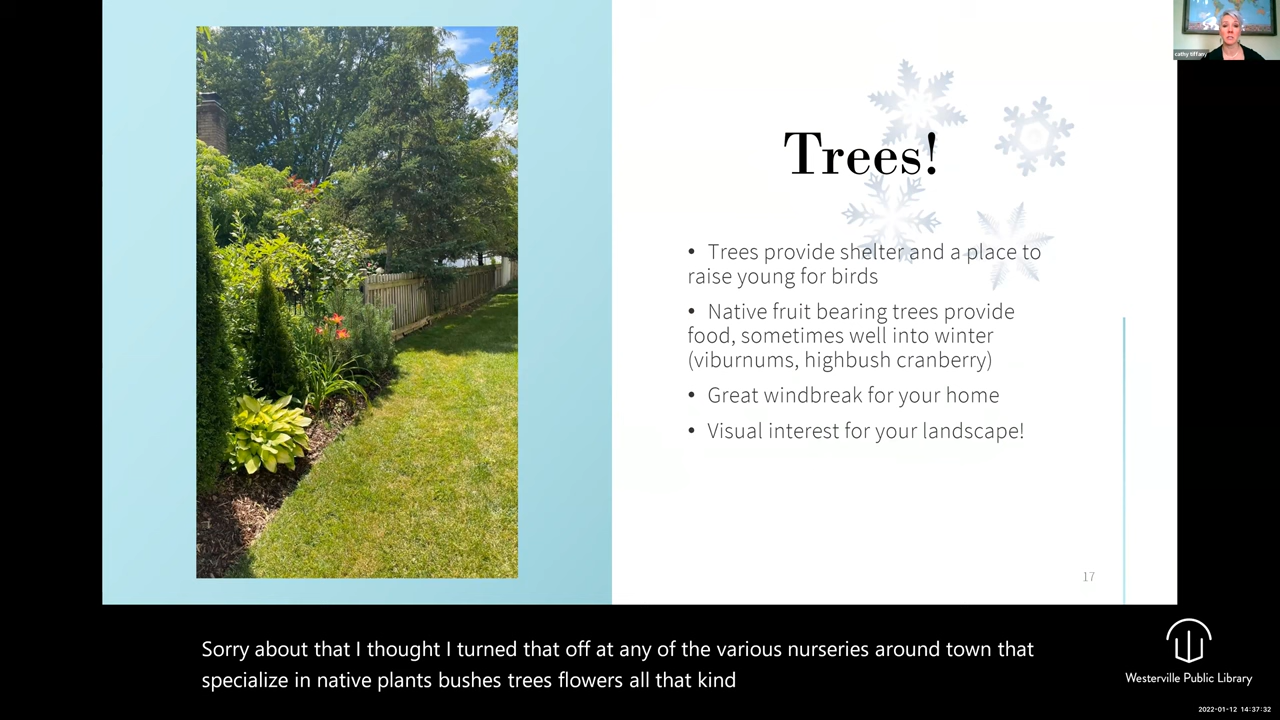 cathy tiffany
Trees!
• Trees provide shelter and a place to
raise young for birds
• Native fruit bearing trees provide
food, sometimes well into winter
(viburnums, highbush cranberry)
• Great windbreak for your home
• Visual interest for your landscape!
17
Sorry about that I thought I turned that off at any of the various nurseries around town that
specialize in native plants bushes trees flowers all that kind
Westerville Public Library
2022-01-12 14:37:32